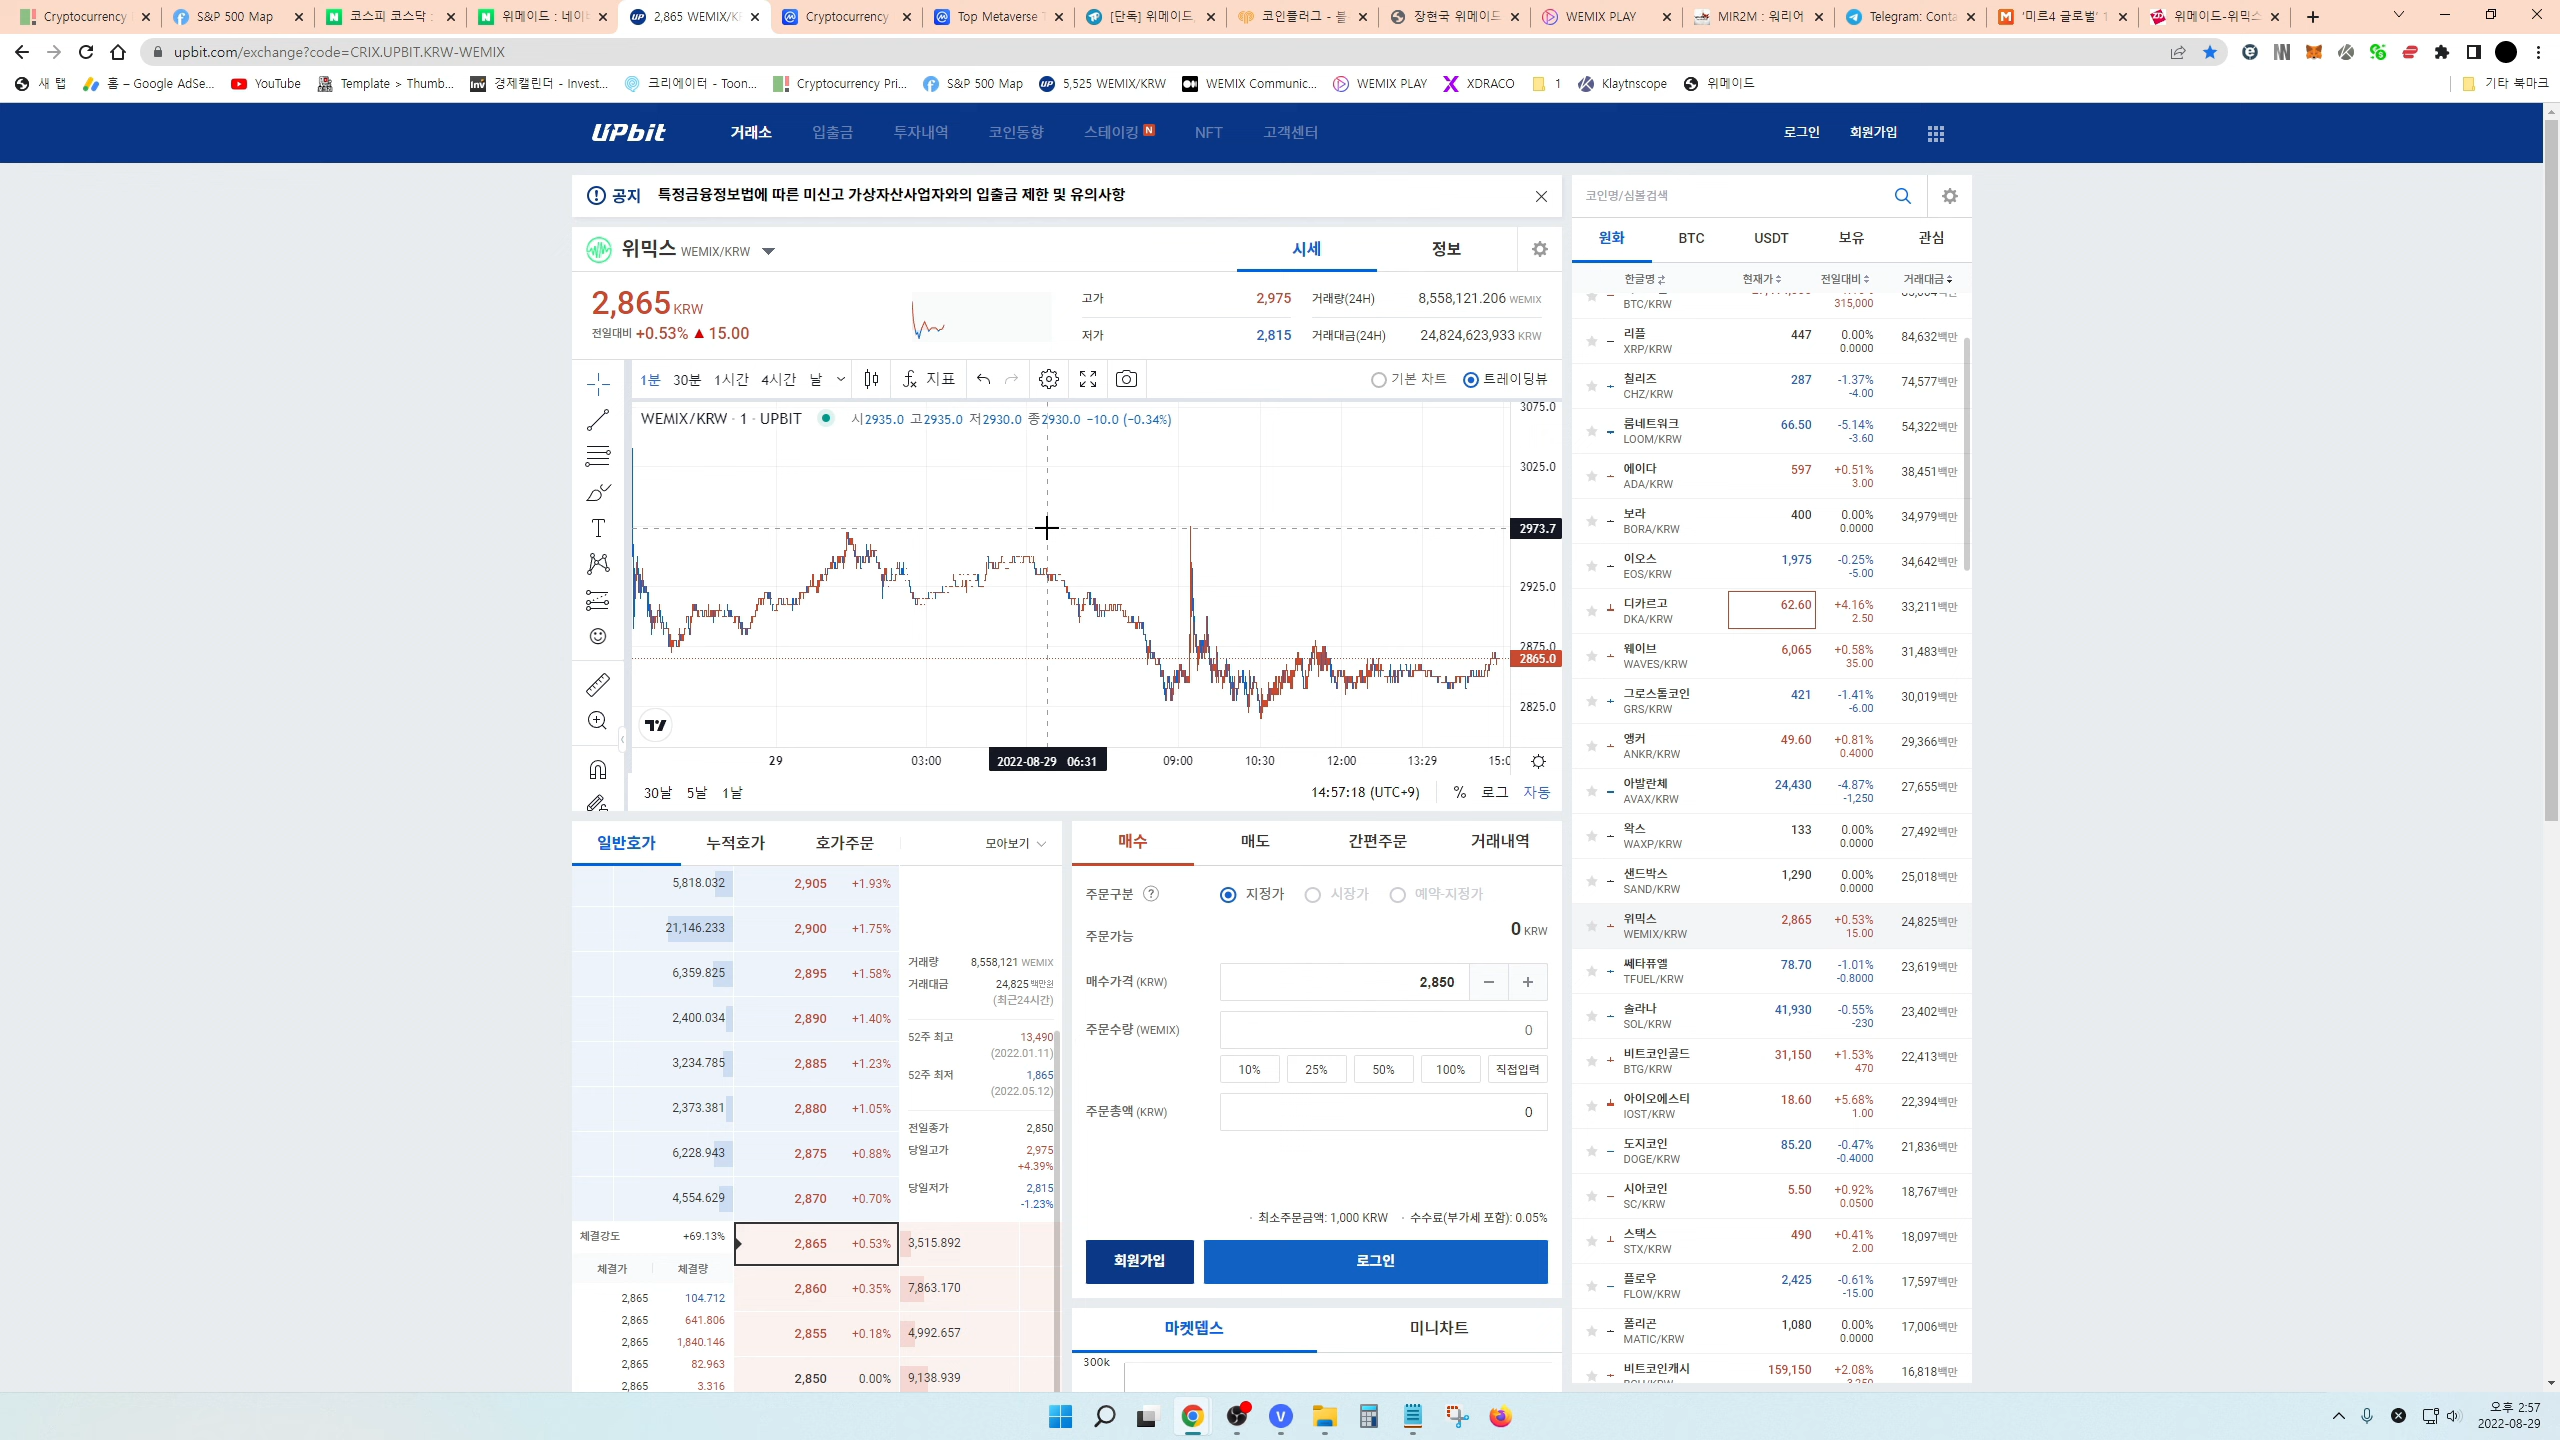 Cryptocurrency
S&P 500 Map
코스피 코스닥 :
위메이드 : 네이버
2,865 WEMIX/K
Cryptocurrency
Top Metaverse T
[단독] 위메이드,
코인플러그 - 블
장현국 위메이드
WEMIX PLAY
MIR2M : 워리어
Telegram: Conta
'미르4 글로벌' 1
위메이드-위믹스
upbit.com/exchange?code=CRIX.UPBIT.KRW-WEMIX
새 탭
홈 – Google AdSe...
YouTube
Template > Thumb...
경제캘린더 - Invest...
크리에이터 - Toon...
Cryptocurrency Pri...
S&P 500 Map
5,525 WEMIX/KRW
WEMIX Communic...
WEMIX PLAY
XDRACO
1
Klaytnscope
위메이드
기타 북마크
UPbit
거래소 입출금 투자내역 코인동향 스테이킹 N NFT 고객센터
로그인 회원가입
공지 특정금융정보법에 따른 미신고 가상자산사업자와의 입출금 제한 및 유의사항
위믹스 WEMIX/KRW
시세 정보
2,865 KRW
전일대비 +0.53% ▲ 15.00
고가 2,975 거래량(24H) 8,558,121.206 WEMIX
저가 2,815 거래대금(24H) 24,824,623,933 KRW
1분 30분 1시간 4시간 날 지표
기본 차트 트레이딩뷰
WEMIX/KRW · 1 · UPBIT 시2935.0 고2935.0 저2930.0 종2930.0 −10.0 (−0.34%)
3075.0
3025.0
2973.7
2925.0
2875.0
2865.0
2825.0
29 03:00 2022-08-29 06:31 09:00 10:30 12:00 13:29 15:0
30날 5날 1날
14:57:18 (UTC+9) % 로그 자동
일반호가 누적호가 호가주문 모아보기
5,818.032 2,905 +1.93%
21,146.233 2,900 +1.75%
6,359.825 2,895 +1.58%
2,400.034 2,890 +1.40%
3,234.785 2,885 +1.23%
2,373.381 2,880 +1.05%
6,228.943 2,875 +0.88%
4,554.629 2,870 +0.70%
거래량 8,558,121 WEMIX
거래대금 24,825 백만원
(최근24시간)
52주 최고 13,490
(2022.01.11)
52주 최저 1,865
(2022.05.12)
전일종가 2,850
당일고가 2,975
+4.39%
당일저가 2,815
-1.23%
체결강도 +69.13%
체결가 체결량
2,865 104.712
2,865 641.806
2,865 1,840.146
2,865 82.963
2,865 3.316
2,865 +0.53% 3,515.892
2,860 +0.35% 7,863.170
2,855 +0.18% 4,992.657
2,850 0.00% 9,138.939
매수 매도 간편주문 거래내역
주문구분 ? 지정가 시장가 예약-지정가
주문가능 0 KRW
매수가격 (KRW) 2,850 − +
주문수량 (WEMIX) 0
10% 25% 50% 100% 직접입력
주문총액 (KRW) 0
· 최소주문금액: 1,000 KRW · 수수료(부가세 포함): 0.05%
회원가입 로그인
마켓뎁스 미니차트
300k
코인명/심볼검색
원화 BTC USDT 보유 관심
한글명 현재가 전일대비 거래대금
BTC/KRW 315,000
리플 447 0.00% 84,632백만
XRP/KRW 0.0000
칠리즈 287 -1.37% 74,577백만
CHZ/KRW -4.00
룸네트워크 66.50 -5.14% 54,322백만
LOOM/KRW -3.60
에이다 597 +0.51% 38,451백만
ADA/KRW 3.00
보라 400 0.00% 34,979백만
BORA/KRW 0.0000
이오스 1,975 -0.25% 34,642백만
EOS/KRW -5.00
디카르고 62.60 +4.16% 33,211백만
DKA/KRW 2.50
웨이브 6,065 +0.58% 31,483백만
WAVES/KRW 35.00
그로스톨코인 421 -1.41% 30,019백만
GRS/KRW -6.00
앵커 49.60 +0.81% 29,366백만
ANKR/KRW 0.4000
아발란체 24,430 -4.87% 27,655백만
AVAX/KRW -1,250
왁스 133 0.00% 27,492백만
WAXP/KRW 0.0000
샌드박스 1,290 0.00% 25,018백만
SAND/KRW 0.0000
위믹스 2,865 +0.53% 24,825백만
WEMIX/KRW 15.00
쎄타퓨엘 78.70 -1.01% 23,619백만
TFUEL/KRW -0.8000
솔라나 41,930 -0.55% 23,402백만
SOL/KRW -230
비트코인골드 31,150 +1.53% 22,413백만
BTG/KRW 470
아이오에스티 18.60 +5.68% 22,394백만
IOST/KRW 1.00
도지코인 85.20 -0.47% 21,836백만
DOGE/KRW -0.4000
시아코인 5.50 +0.92% 18,767백만
SC/KRW 0.0500
스택스 490 +0.41% 18,097백만
STX/KRW 2.00
플로우 2,425 -0.61% 17,597백만
FLOW/KRW -15.00
폴리곤 1,080 0.00% 17,006백만
MATIC/KRW 0.0000
비트코인캐시 159,150 +2.08% 16,818백만
오후 2:57
2022-08-29